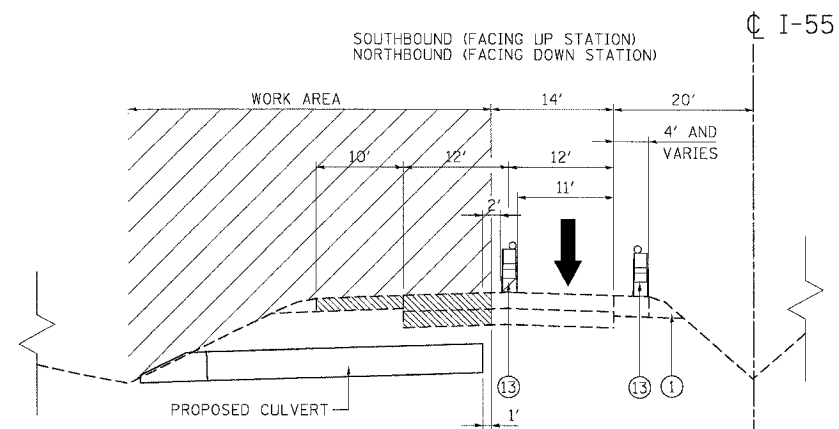 ℄ I-55
SOUTHBOUND (FACING UP STATION)
NORTHBOUND (FACING DOWN STATION)
WORK AREA
14'
20'
4' AND
VARIES
10'
12'
12'
11'
2'
13
13
1
PROPOSED CULVERT
1'